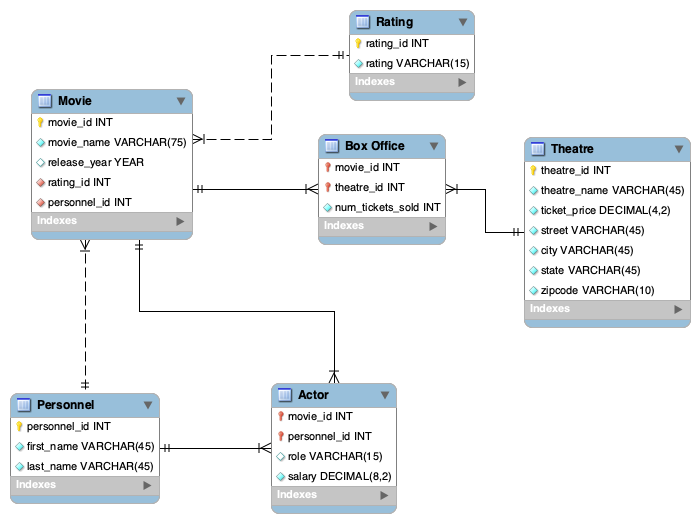 Rating
rating_id INT
rating VARCHAR(15)
Indexes
Movie
movie_id INT
movie_name VARCHAR(75)
release_year YEAR
rating_id INT
personnel_id INT
Indexes
Box Office
movie_id INT
theatre_id INT
num_tickets_sold INT
Indexes
Theatre
theatre_id INT
theatre_name VARCHAR(45)
ticket_price DECIMAL(4,2)
street VARCHAR(45)
city VARCHAR(45)
state VARCHAR(45)
zipcode VARCHAR(10)
Indexes
Personnel
personnel_id INT
first_name VARCHAR(45)
last_name VARCHAR(45)
Indexes
Actor
movie_id INT
personnel_id INT
role VARCHAR(15)
salary DECIMAL(8,2)
Indexes